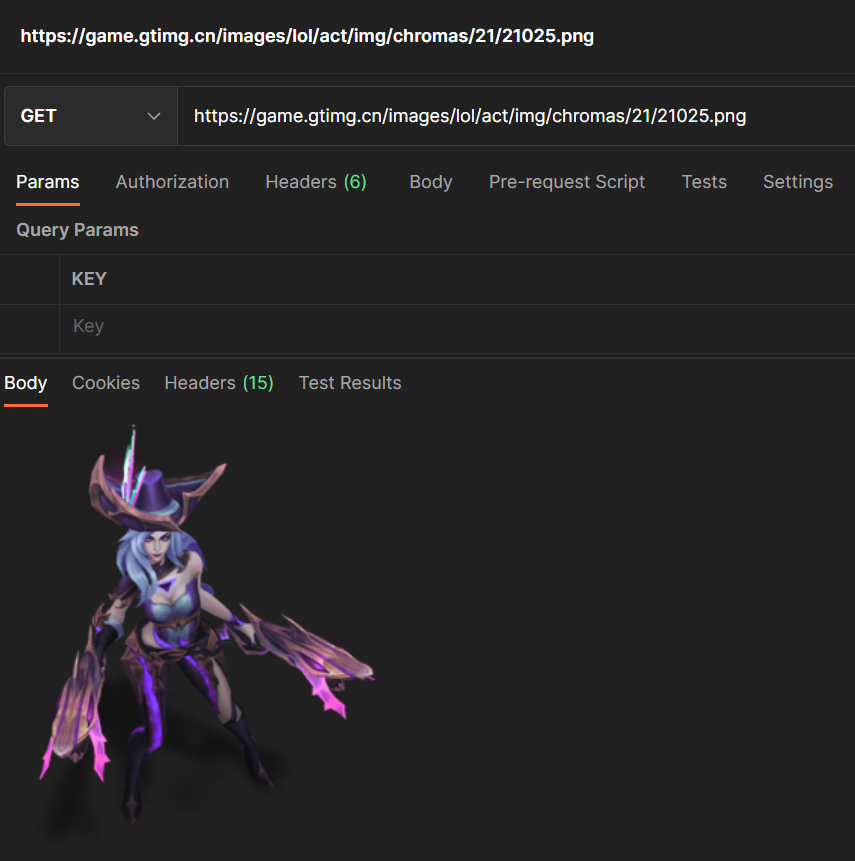 https://game.gtimg.cn/images/lol/act/img/chromas/21/21025.png
GET https://game.gtimg.cn/images/lol/act/img/chromas/21/21025.png
Params Authorization Headers (6) Body Pre-request Script Tests Settings
Query Params
KEY
Key
Body Cookies Headers (15) Test Results